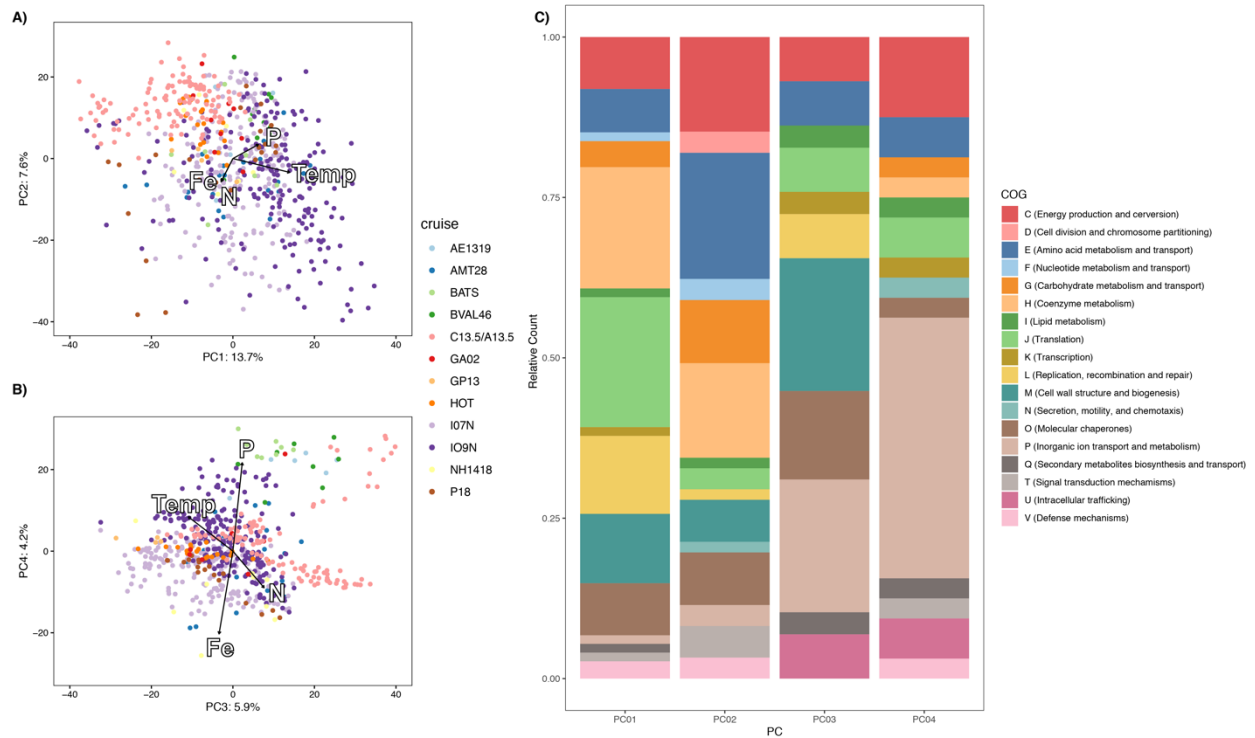 A)
20
0
−20
−40
PC2: 7.6%
P
Temp
Fe
N
−40 −20 0 20 40
PC1: 13.7%
B)
20
0
−20
PC4: 4.2%
P
Temp
N
Fe
−40 −20 0 20 40
PC3: 5.9%
cruise
AE1319
AMT28
BATS
BVAL46
C13.5/A13.5
GA02
GP13
HOT
I07N
IO9N
NH1418
P18
C)
1.00
0.75
0.50
0.25
0.00
Relative Count
PC01 PC02 PC03 PC04
PC
COG
C (Energy production and cerversion)
D (Cell division and chromosome partitioning)
E (Amino acid metabolism and transport)
F (Nucleotide metabolism and transport)
G (Carbohydrate metabolism and transport)
H (Coenzyme metabolism)
I (Lipid metabolism)
J (Translation)
K (Transcription)
L (Replication, recombination and repair)
M (Cell wall structure and biogenesis)
N (Secretion, motility, and chemotaxis)
O (Molecular chaperones)
P (Inorganic ion transport and metabolism)
Q (Secondary metabolites biosynthesis and transport)
T (Signal transduction mechanisms)
U (Intracellular trafficking)
V (Defense mechanisms)